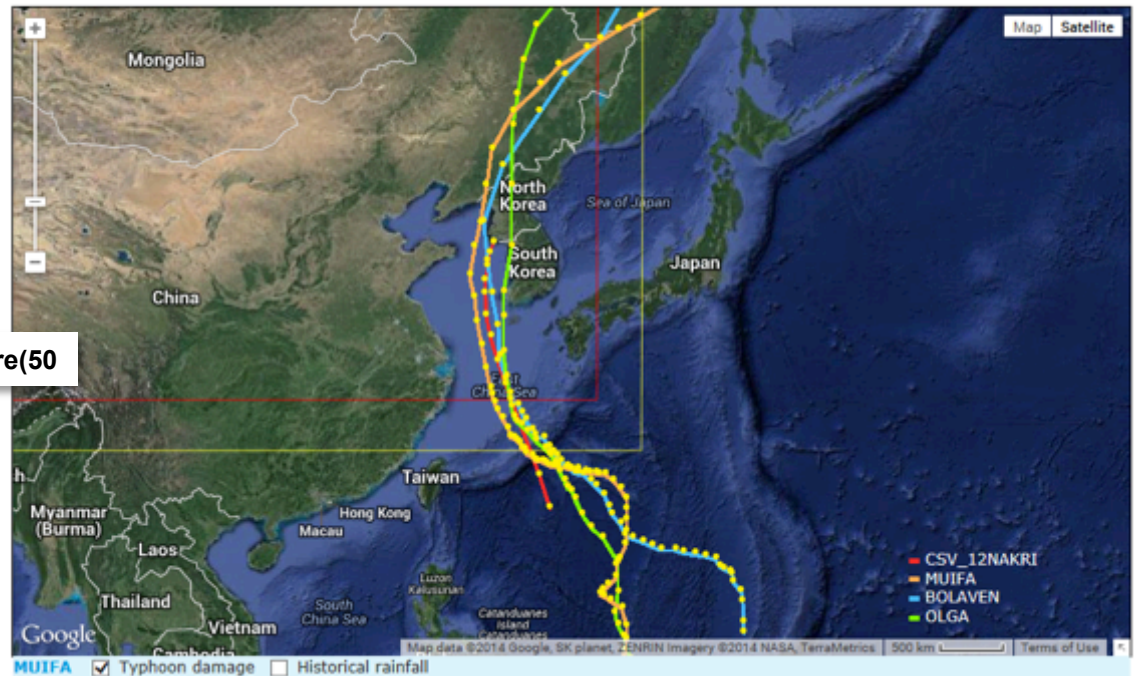 Map Satellite
Mongolia
North
Korea
Sea of Japan
South
Korea
Japan
China
re(50
East
China Sea
Taiwan
Myanmar
(Burma)
Hong Kong
Macau
Laos
CSV_12NAKRI
MUIFA
BOLAVEN
OLGA
Luzon
Kalusunan
Thailand
South
China Sea
Catanduanes
Island
Catanduanes
Vietnam
Google
Cambodia
Map data ©2014 Google, SK planet, ZENRIN Imagery ©2014 NASA, TerraMetrics 500 km Terms of Use
MUIFA Typhoon damage Historical rainfall